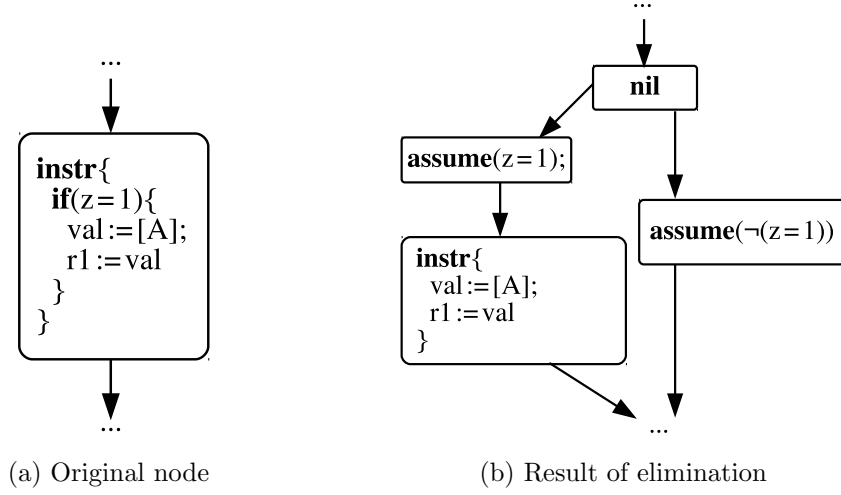 ...
instr{
if(z=1){
val:=[A];
r1:=val
}
}
...
(a) Original node
...
nil
assume(z=1);
assume(¬(z=1))
instr{
val:=[A];
r1:=val
}
...
(b) Result of elimination